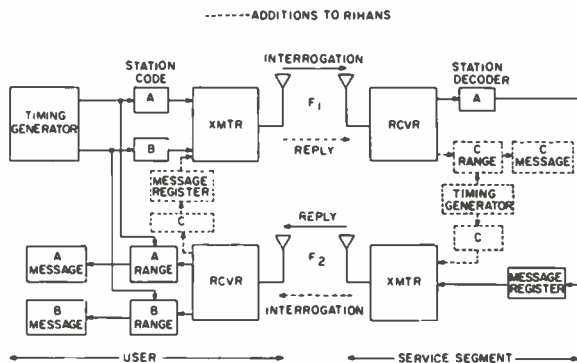 ADDITIONS TO RIHANS
STATION
CODE
INTERROGATION
STATION
DECODER
TIMING
GENERATOR
A
XMTR
F1
RCVR
A
B
REPLY
C
RANGE
C
MESSAGE
MESSAGE
REGISTER
TIMING
GENERATOR
C
REPLY
C
A
MESSAGE
A
RANGE
RCVR
F2
XMTR
MESSAGE
REGISTER
B
MESSAGE
B
RANGE
INTERROGATION
USER
SERVICE SEGMENT